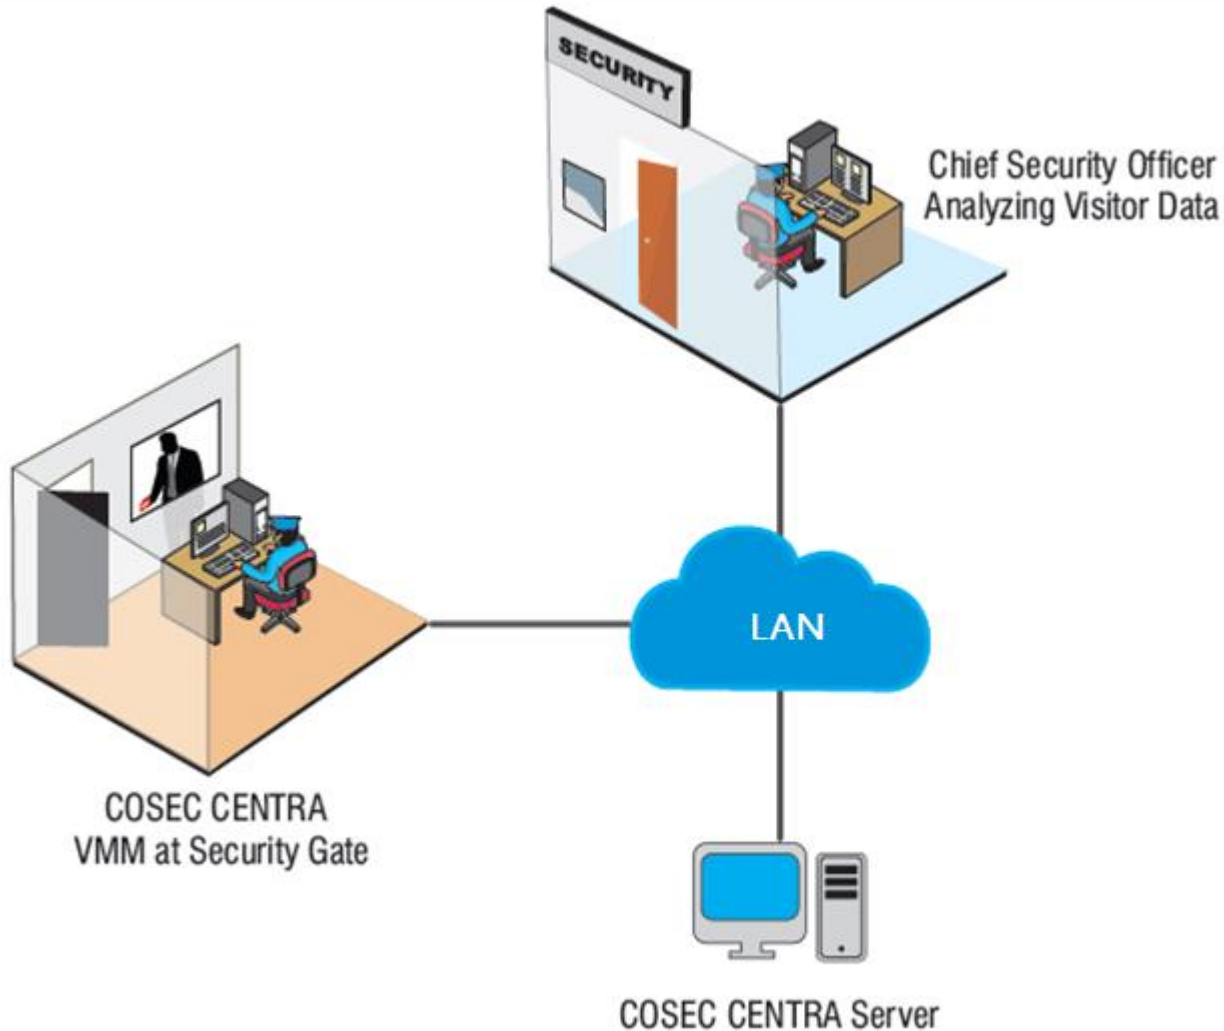 SECURITY
Chief Security Officer
Analyzing Visitor Data
LAN
COSEC CENTRA
VMM at Security Gate
COSEC CENTRA Server